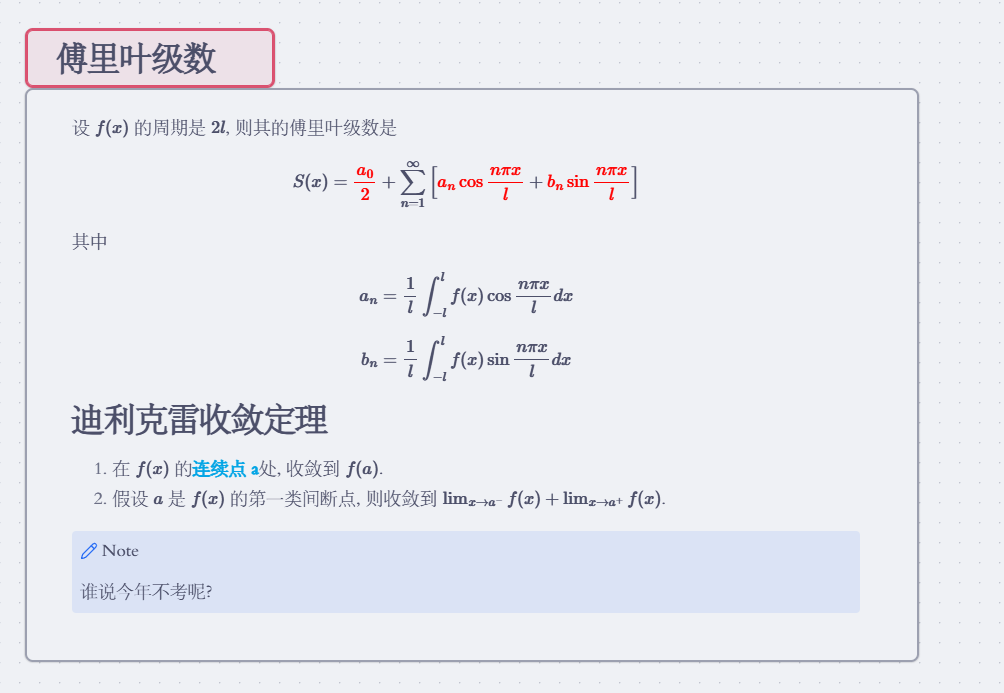 傅里叶级数
设 f(x) 的周期是 2l, 则其的傅里叶级数是
S(x) = \frac{a_0}{2} + \sum_{n=1}^{\infty} \left[ a_n \cos \frac{n\pi x}{l} + b_n \sin \frac{n\pi x}{l} \right]
其中
a_n = \frac{1}{l} \int_{-l}^{l} f(x) \cos \frac{n\pi x}{l} dx
b_n = \frac{1}{l} \int_{-l}^{l} f(x) \sin \frac{n\pi x}{l} dx
迪利克雷收敛定理
1. 在 f(x) 的连续点 a处, 收敛到 f(a).
2. 假设 a 是 f(x) 的第一类间断点, 则收敛到 \lim_{x→a^-} f(x) + \lim_{x→a^+} f(x).
Note
谁说今年不考呢?